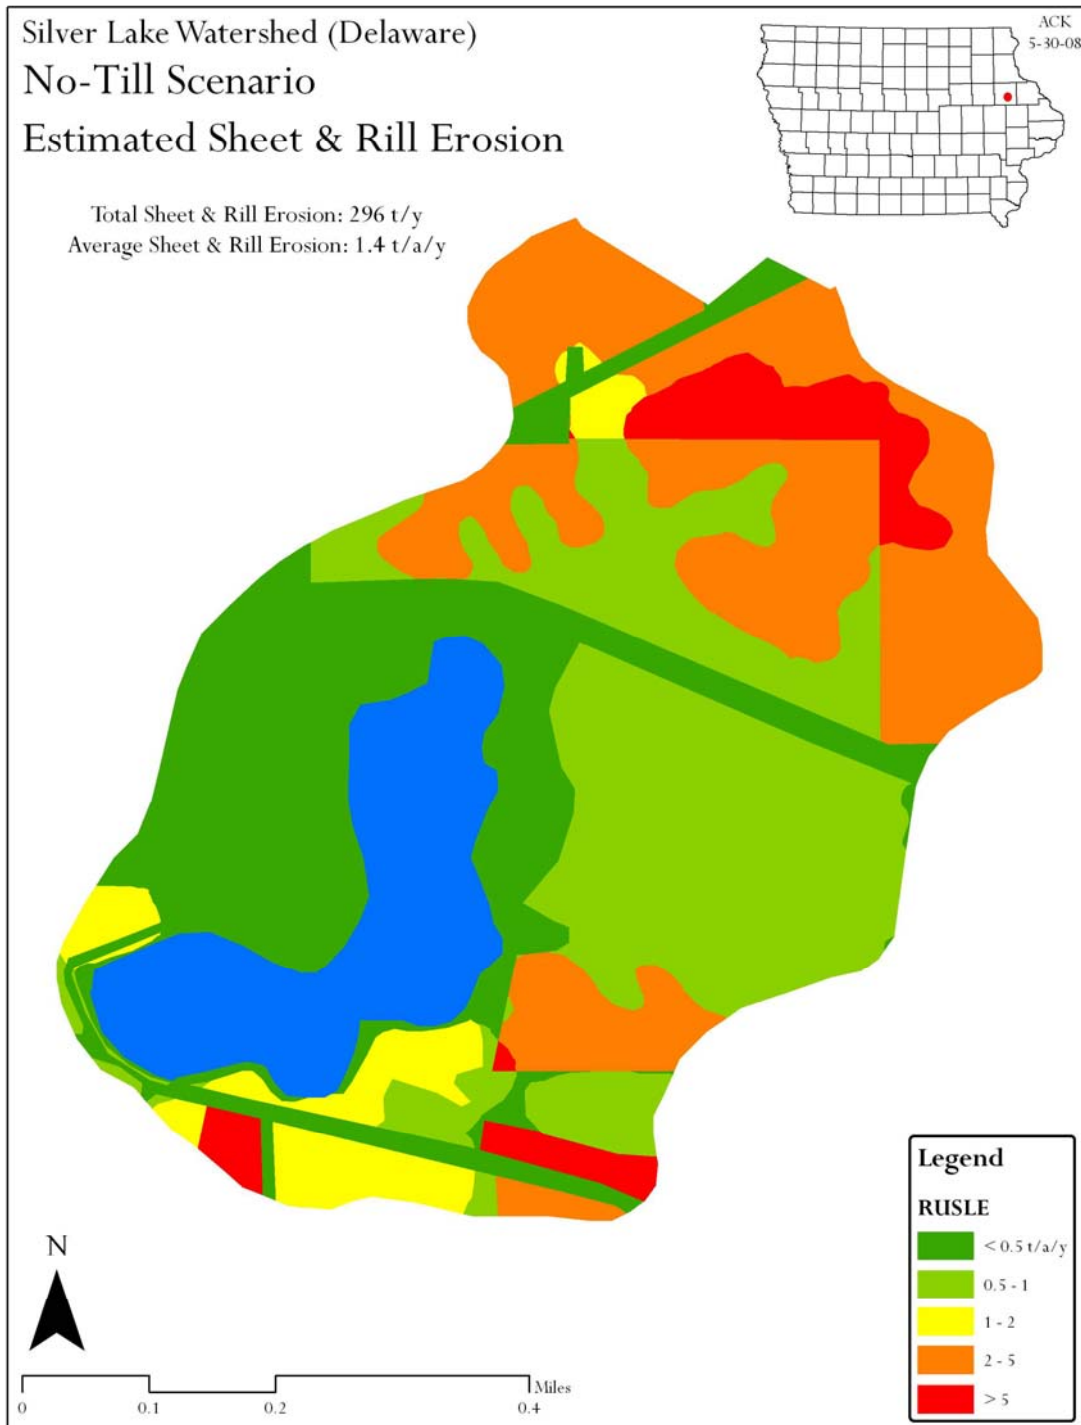 Silver Lake Watershed (Delaware)
No-Till Scenario
Estimated Sheet & Rill Erosion
ACK
5-30-08
Total Sheet & Rill Erosion: 296 t/y
Average Sheet & Rill Erosion: 1.4 t/a/y
Legend
RUSLE
< 0.5 t/a/y
0.5 - 1
1 - 2
2 - 5
> 5
N
Miles
0 0.1 0.2 0.4